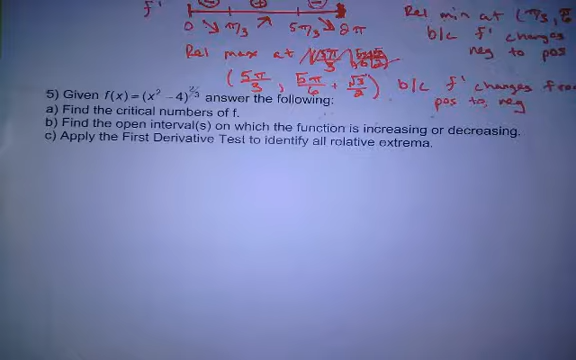 f'
0 π/3 5π/3 2π
Rel min at (π/3,
b/c f' changes
neg to pos
Rel max at
(5π/3, 5π/6 + √3/2) b/c f' changes from
pos to neg
5) Given f(x) = (x² − 4)^(2/3) answer the following:
a) Find the critical numbers of f.
b) Find the open interval(s) on which the function is increasing or decreasing.
c) Apply the First Derivative Test to identify all relative extrema.